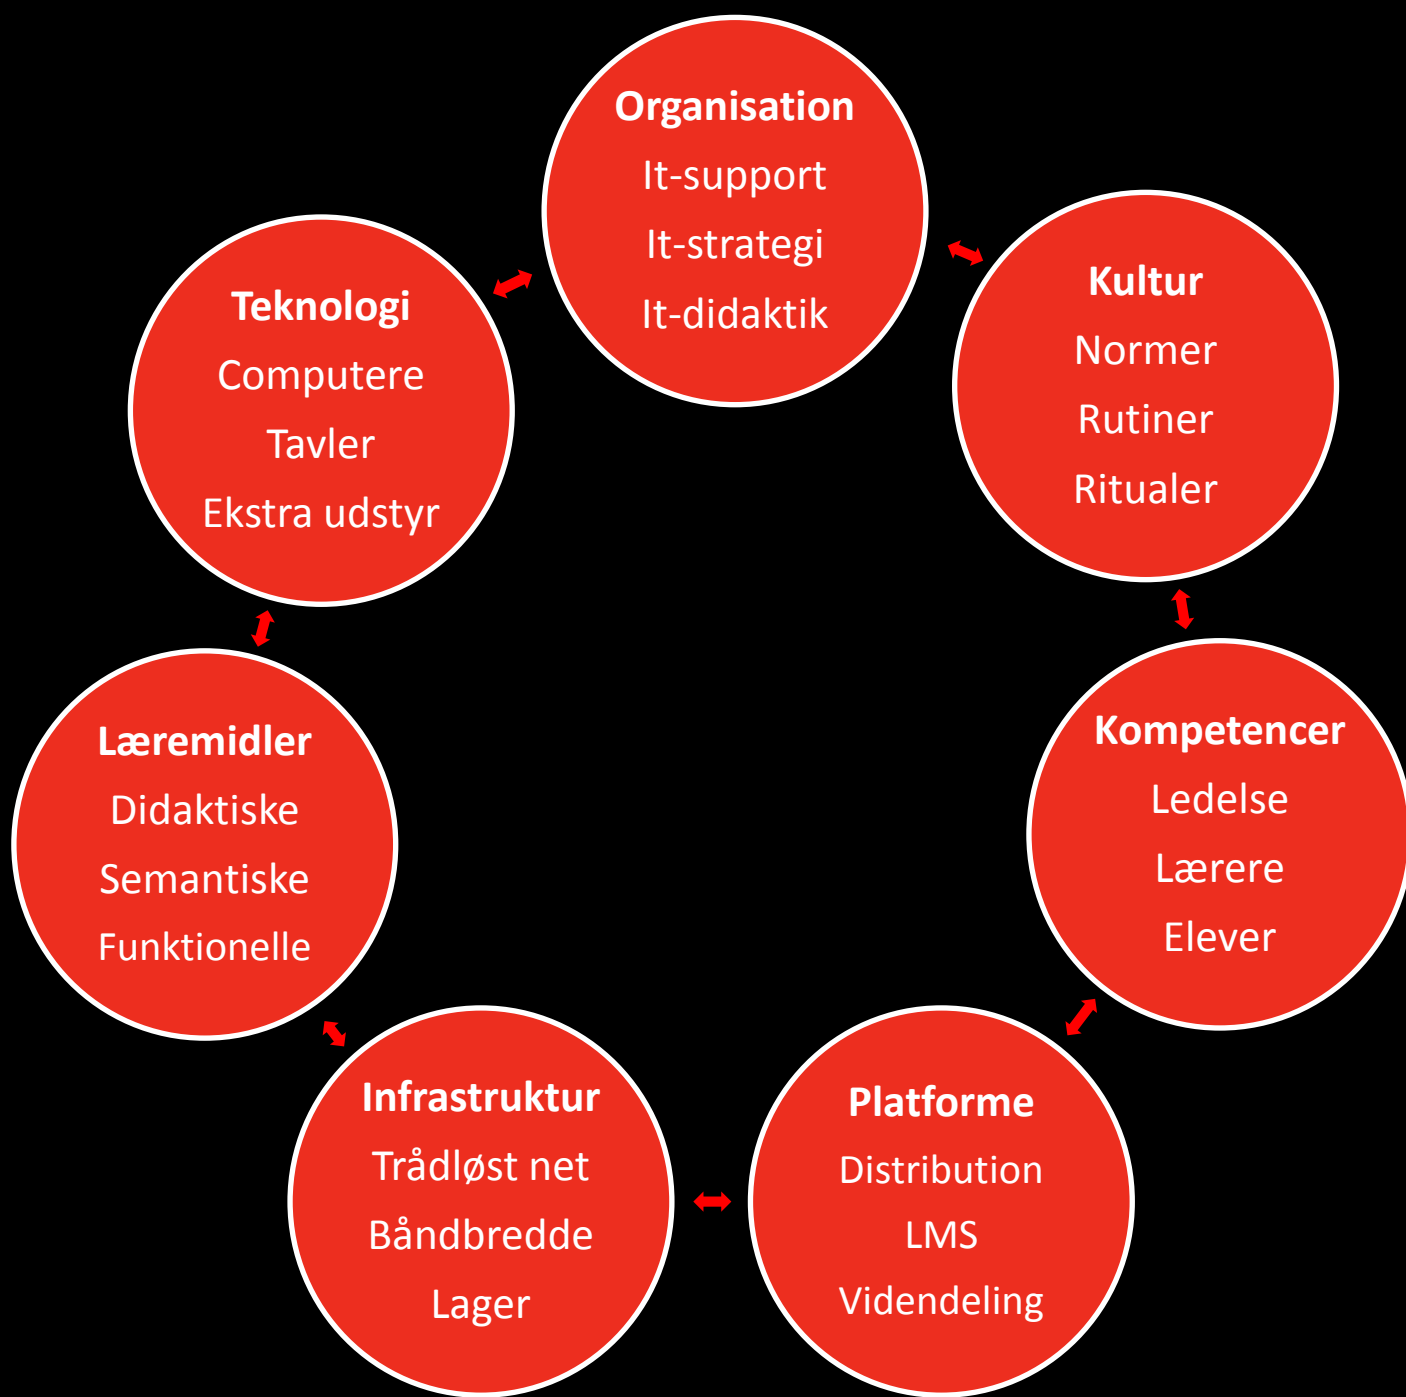 Organisation
It-support
It-strategi
It-didaktik
Kultur
Normer
Rutiner
Ritualer
Kompetencer
Ledelse
Lærere
Elever
Platforme
Distribution
LMS
Videndeling
Infrastruktur
Trådløst net
Båndbredde
Lager
Læremidler
Didaktiske
Semantiske
Funktionelle
Teknologi
Computere
Tavler
Ekstra udstyr